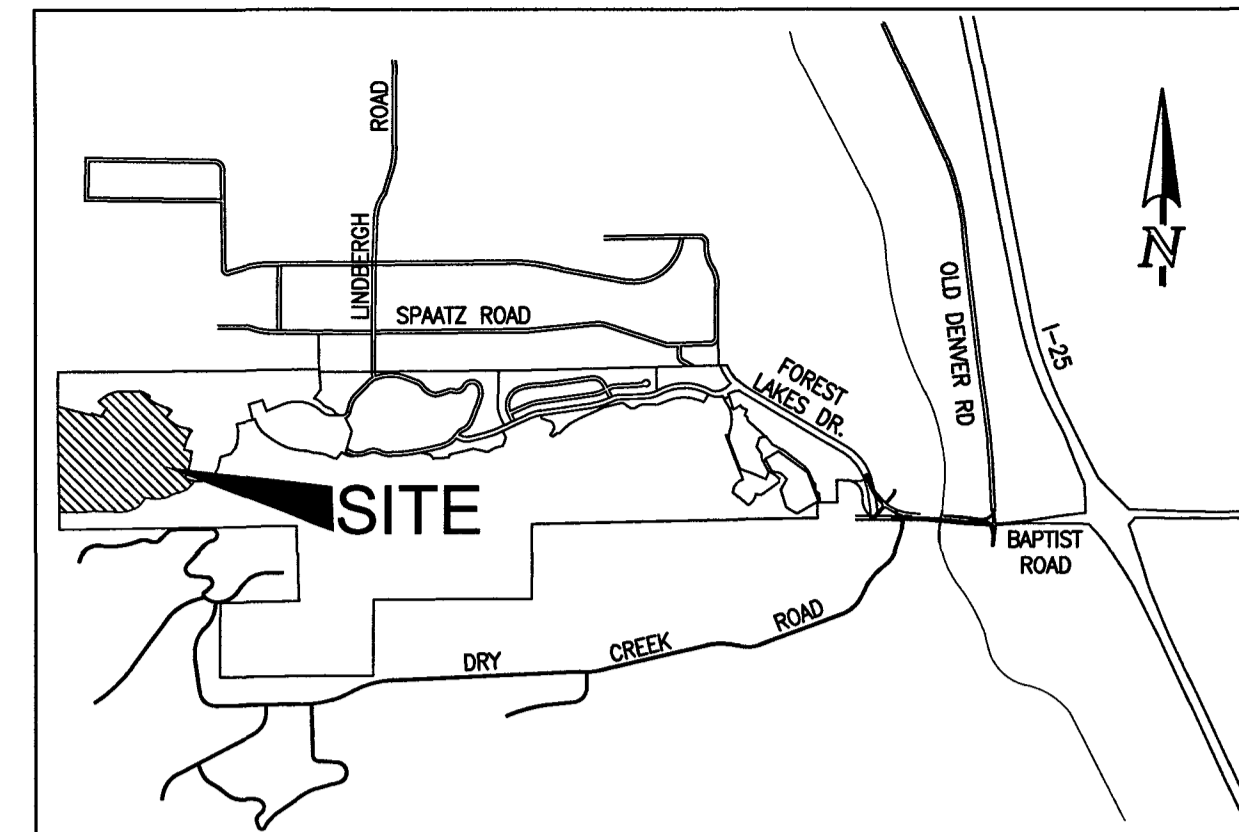 ROAD
LINDBERGH
SPAATZ ROAD
FOREST
LAKES DR.
OLD DENVER RD
I-25
N
SITE
BAPTIST
ROAD
DRY CREEK ROAD